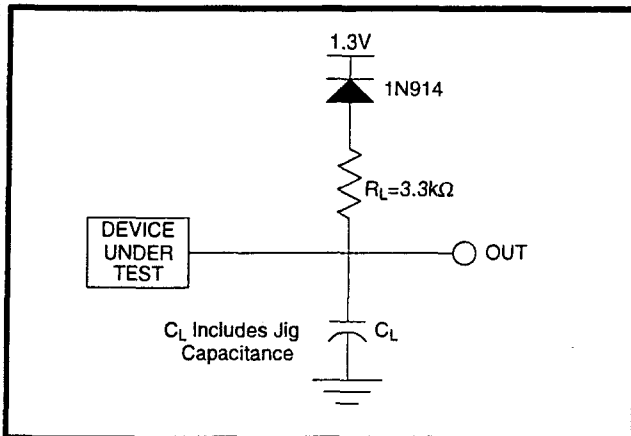 1.3V
1N914
R_L=3.3kΩ
DEVICE
UNDER
TEST
OUT
C_L Includes Jig
Capacitance
C_L